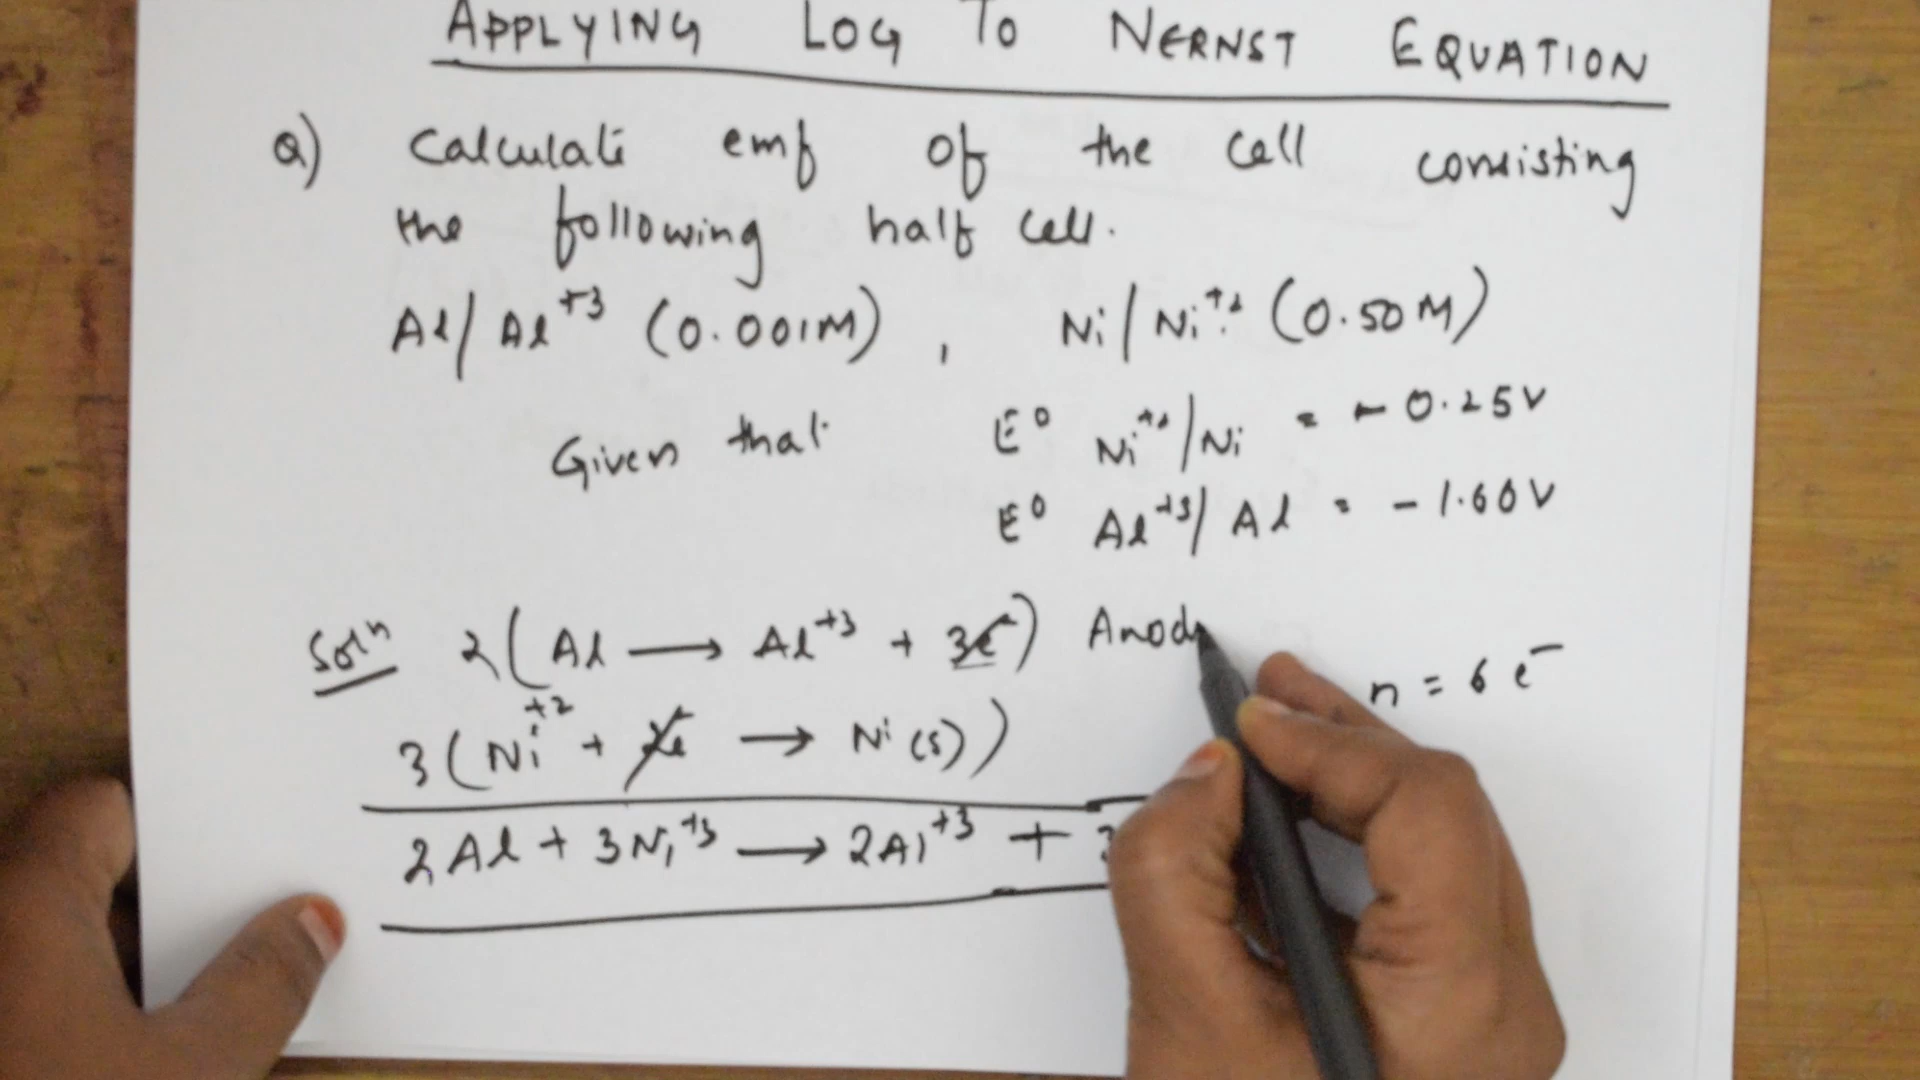 APPLYING LOG TO NERNST EQUATION
Q) Calculate emf of the cell consisting
the following half cell.
Al/Al+3 (0.001M), Ni/Ni+2 (0.50M)
Given that E° Ni+2/Ni = -0.25V
E° Al+3/Al = -1.60V
Soln 2(Al → Al+3 + 3e-) Anod
n = 6e-
3(Ni+2 + 2e → Ni(s))
2Al + 3Ni+3 → 2Al+3 + 3